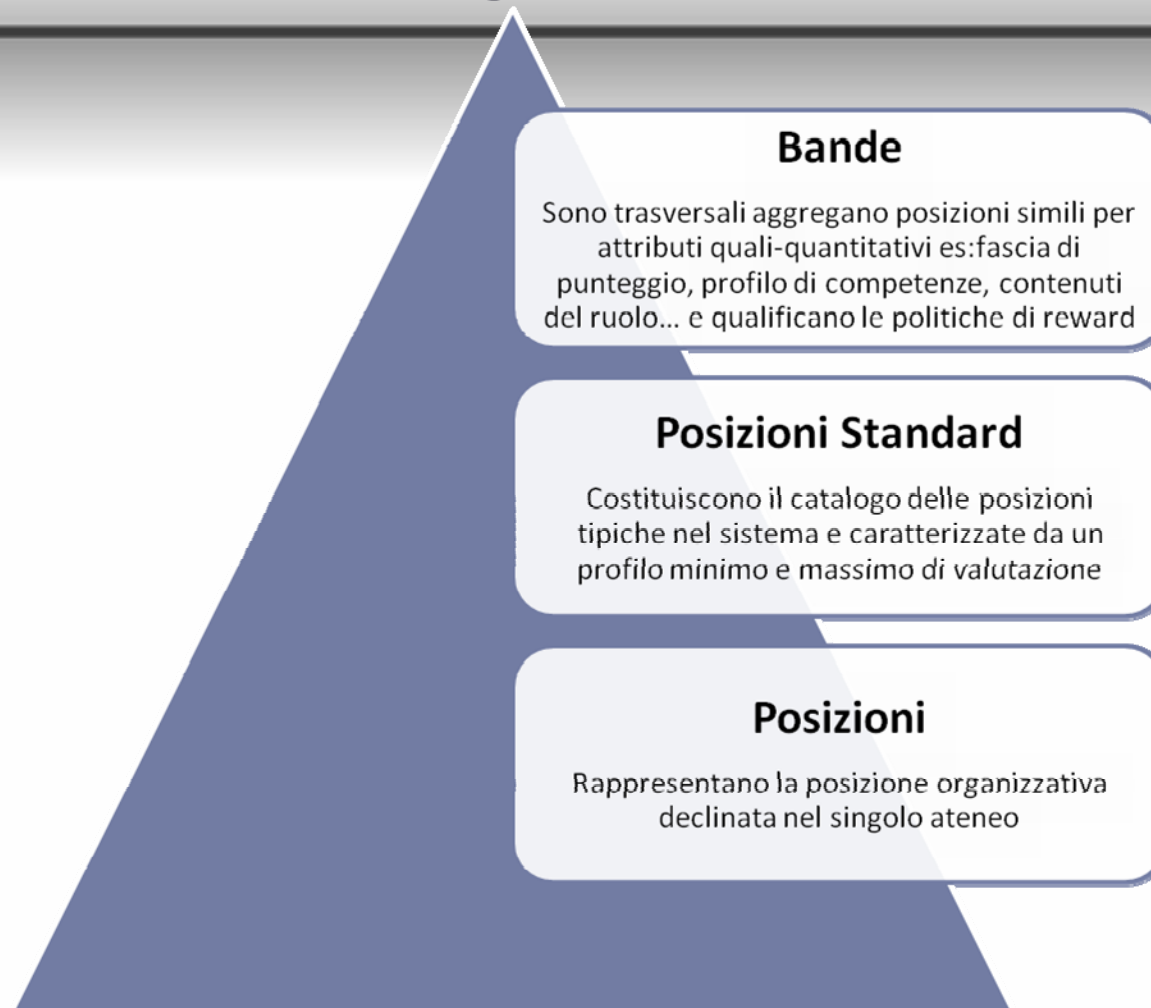 Bande
Sono trasversali aggregano posizioni simili per
attributi quali-quantitativi es:fascia di
punteggio, profilo di competenze, contenuti
del ruolo... e qualificano le politiche di reward
Posizioni Standard
Costituiscono il catalogo delle posizioni
tipiche nel sistema e caratterizzate da un
profilo minimo e massimo di valutazione
Posizioni
Rappresentano la posizione organizzativa
declinata nel singolo ateneo